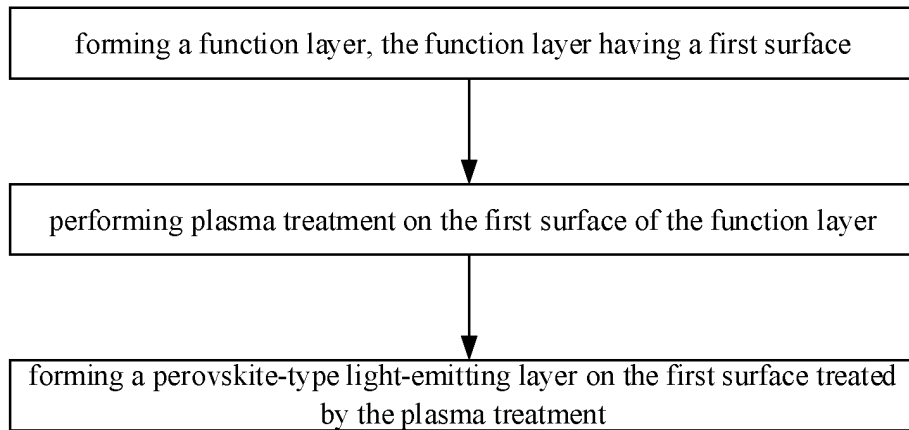 forming a function layer, the function layer having a first surface
performing plasma treatment on the first surface of the function layer
forming a perovskite-type light-emitting layer on the first surface treated
by the plasma treatment